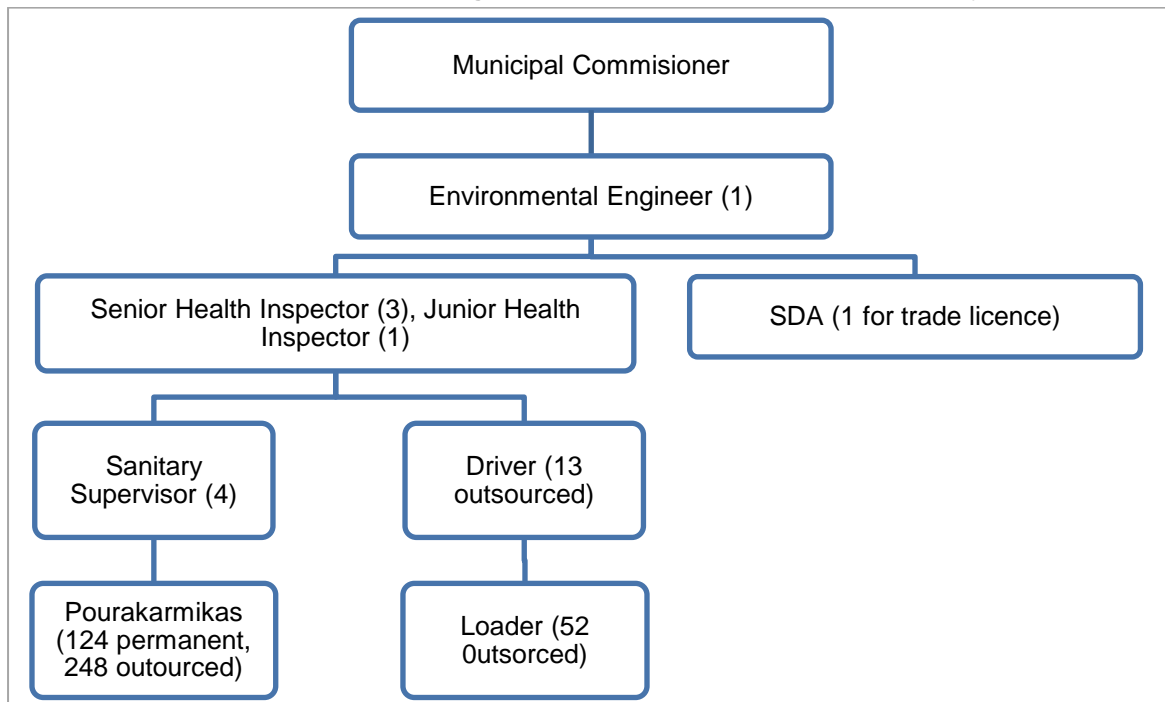 Municipal Commisioner
Environmental Engineer (1)
Senior Health Inspector (3), Junior Health
Inspector (1)
SDA (1 for trade licence)
Sanitary
Supervisor (4)
Driver (13
outsourced)
Pourakarmikas
(124 permanent,
248 outourced)
Loader (52
0utsorced)